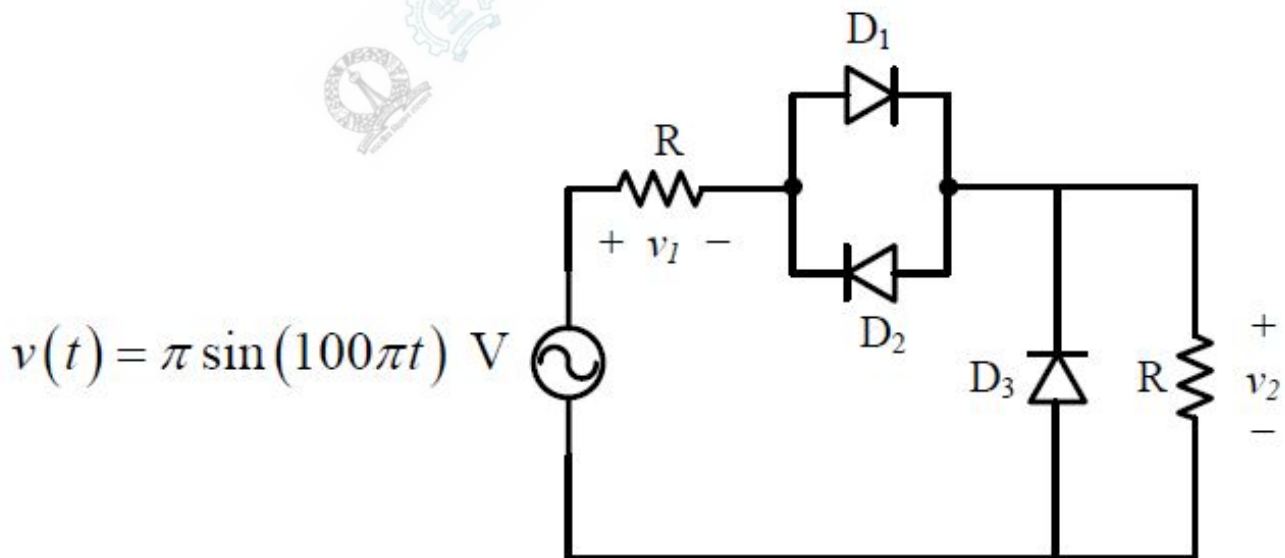 D₁
R
+ v₁ −
D₂
v(t) = π sin(100πt) V
D₃
R
+
v₂
−